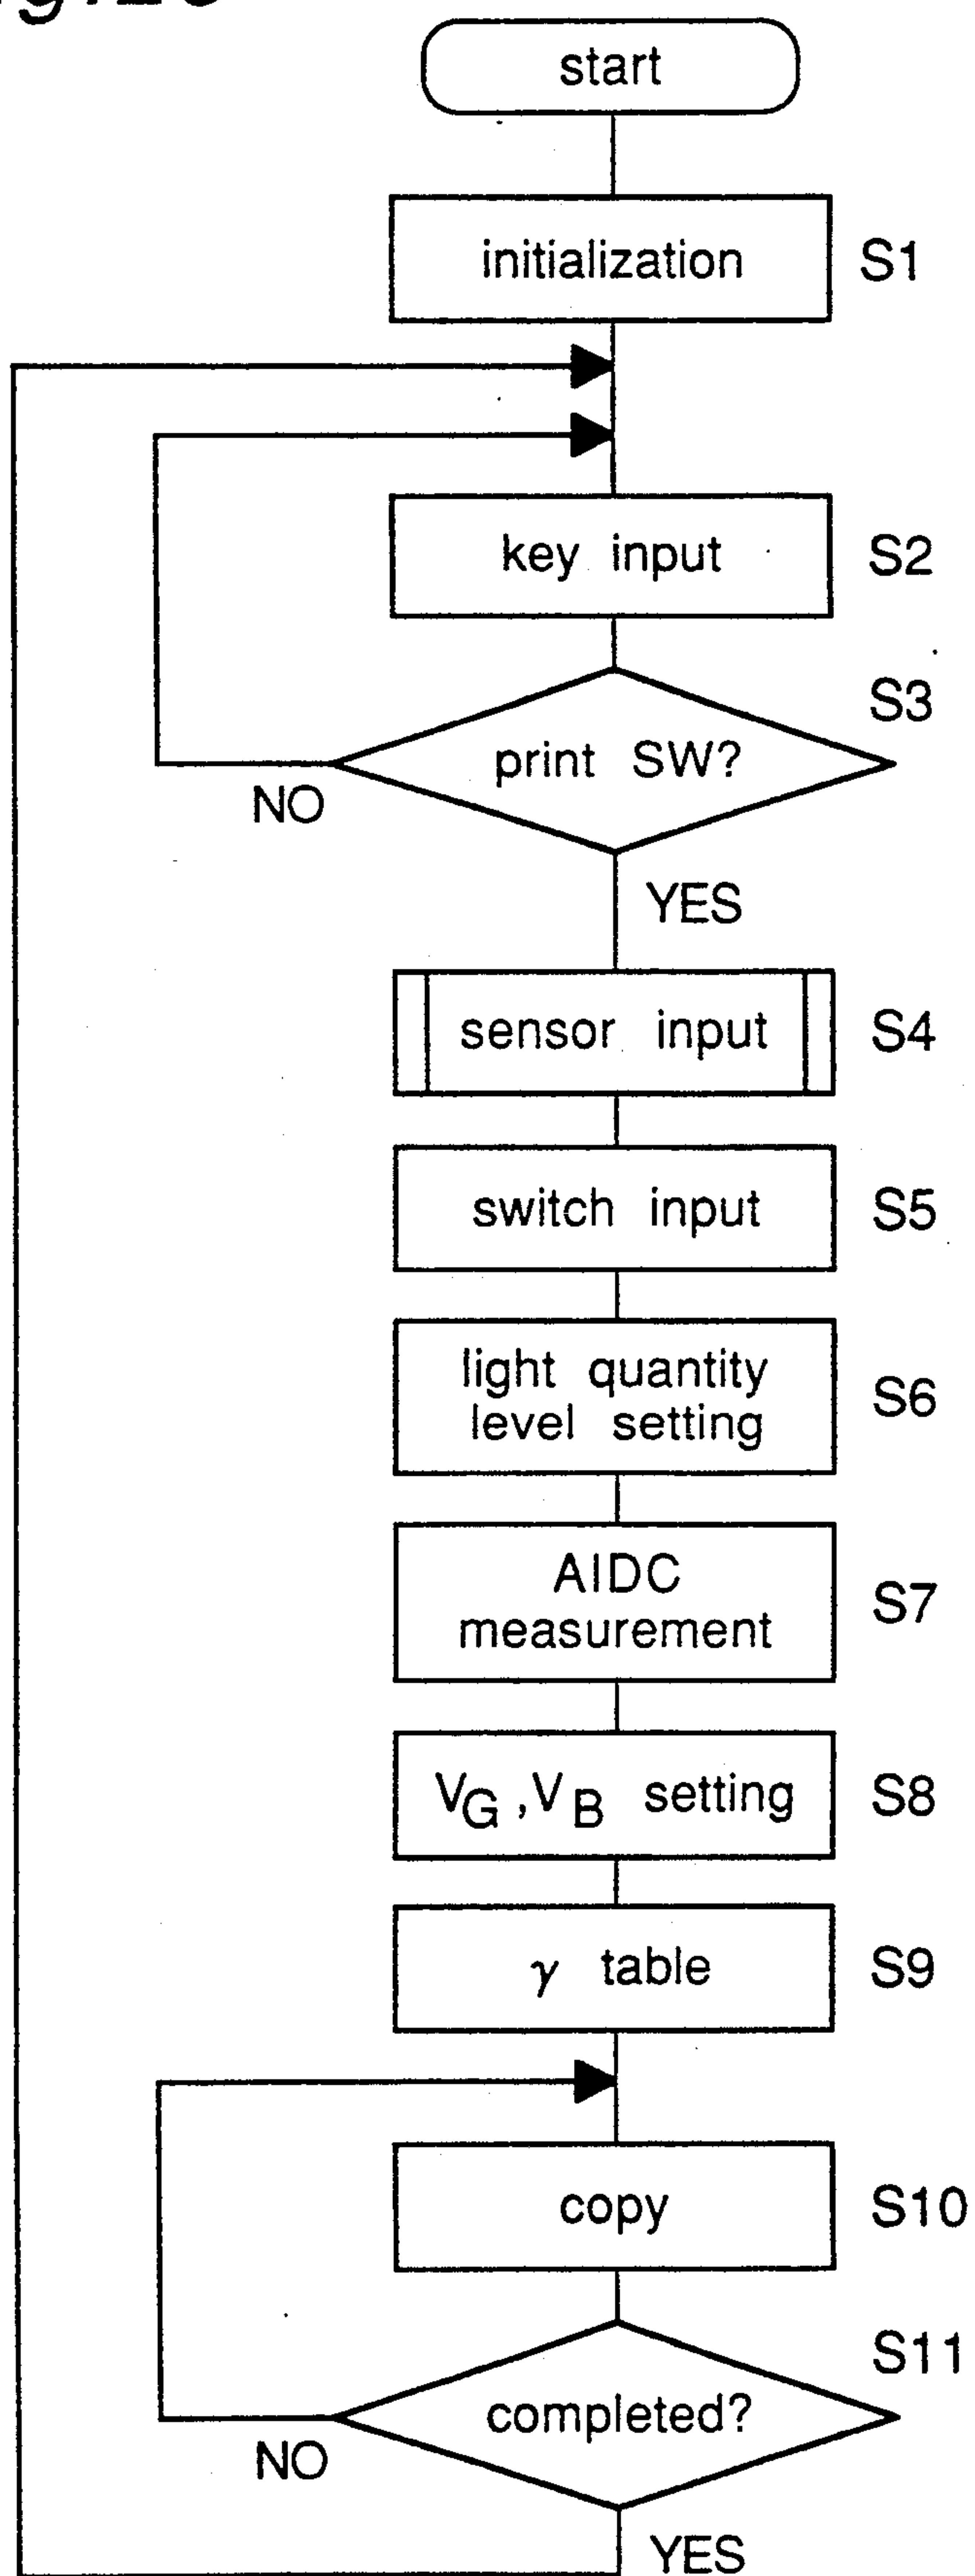 start
initialization S1
key input S2
S3
print SW?
NO
YES
sensor input S4
switch input S5
light quantity
level setting S6
AIDC
measurement S7
VG ,VB setting S8
γ table S9
copy S10
S11
completed?
NO
YES